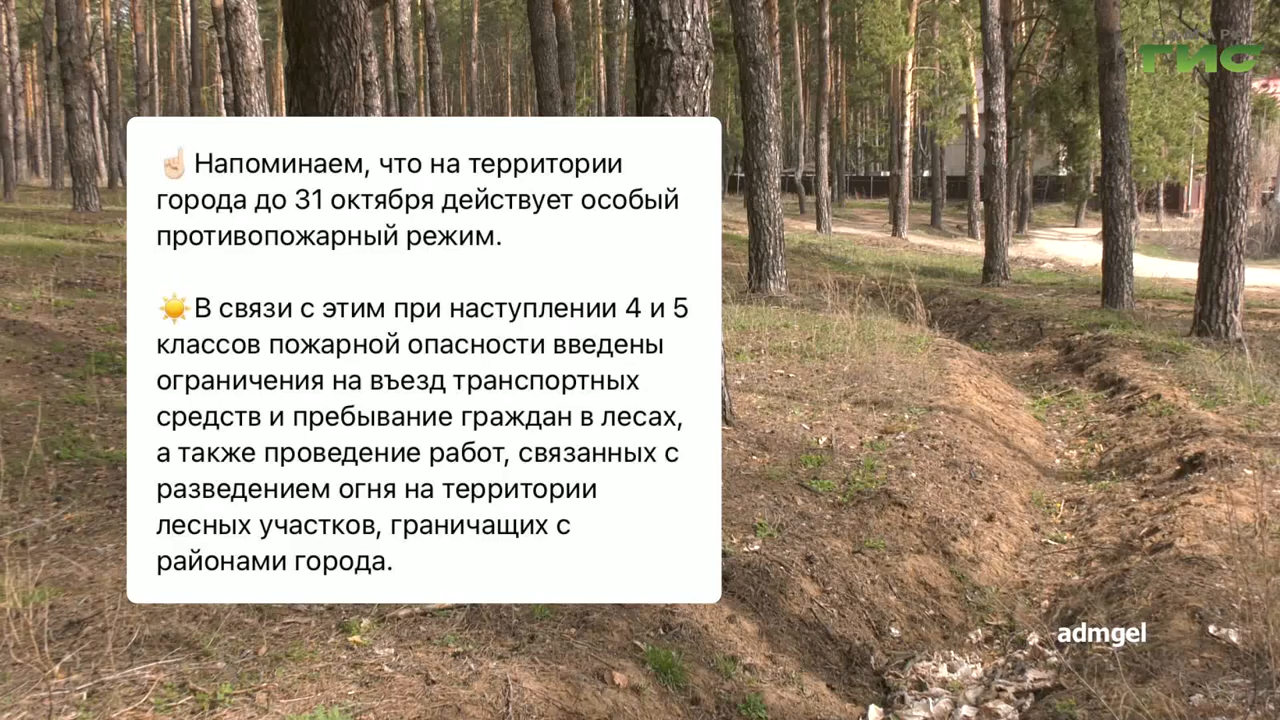 ГИС
☝🏻Напоминаем, что на территории
города до 31 октября действует особый
противопожарный режим.
☀️В связи с этим при наступлении 4 и 5
классов пожарной опасности введены
ограничения на въезд транспортных
средств и пребывание граждан в лесах,
а также проведение работ, связанных с
разведением огня на территории
лесных участков, граничащих с
районами города.
admgel